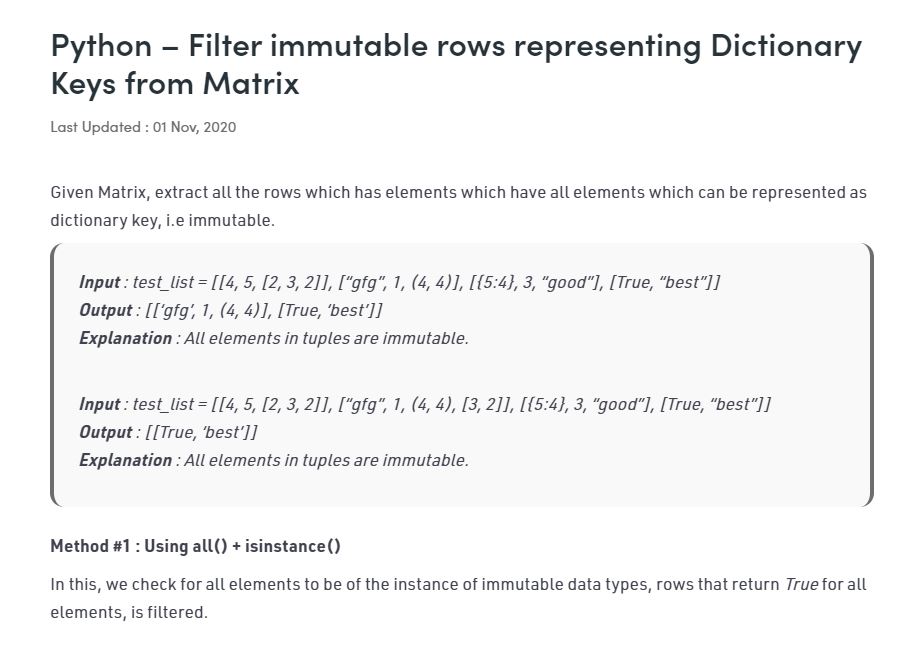 Python – Filter immutable rows representing Dictionary
Keys from Matrix
Last Updated : 01 Nov, 2020
Given Matrix, extract all the rows which has elements which have all elements which can be represented as
dictionary key, i.e immutable.
Input : test_list = [[4, 5, [2, 3, 2]], [“gfg”, 1, (4, 4)], [{5:4}, 3, “good”], [True, “best”]]
Output : [[‘gfg’, 1, (4, 4)], [True, ‘best’]]
Explanation : All elements in tuples are immutable.
Input : test_list = [[4, 5, [2, 3, 2]], [“gfg”, 1, (4, 4), [3, 2]], [{5:4}, 3, “good”], [True, “best”]]
Output : [[True, ‘best’]]
Explanation : All elements in tuples are immutable.
Method #1 : Using all() + isinstance()
In this, we check for all elements to be of the instance of immutable data types, rows that return True for all
elements, is filtered.